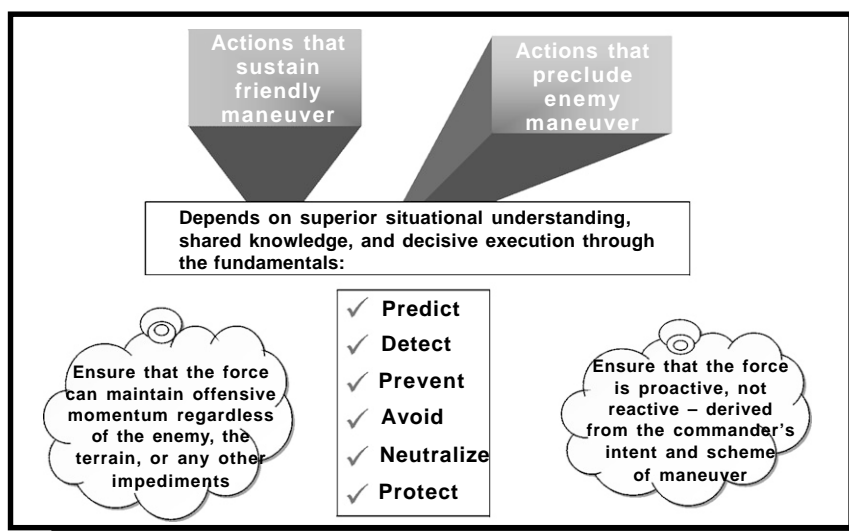 Actions that
sustain
friendly
maneuver
Actions that
preclude
enemy
maneuver
Depends on superior situational understanding,
shared knowledge, and decisive execution through
the fundamentals:
Ensure that the force
can maintain offensive
momentum regardless
of the enemy, the
terrain, or any other
impediments
✓ Predict
✓ Detect
✓ Prevent
✓ Avoid
✓ Neutralize
✓ Protect
Ensure that the force
is proactive, not
reactive – derived
from the commander's
intent and scheme
of maneuver